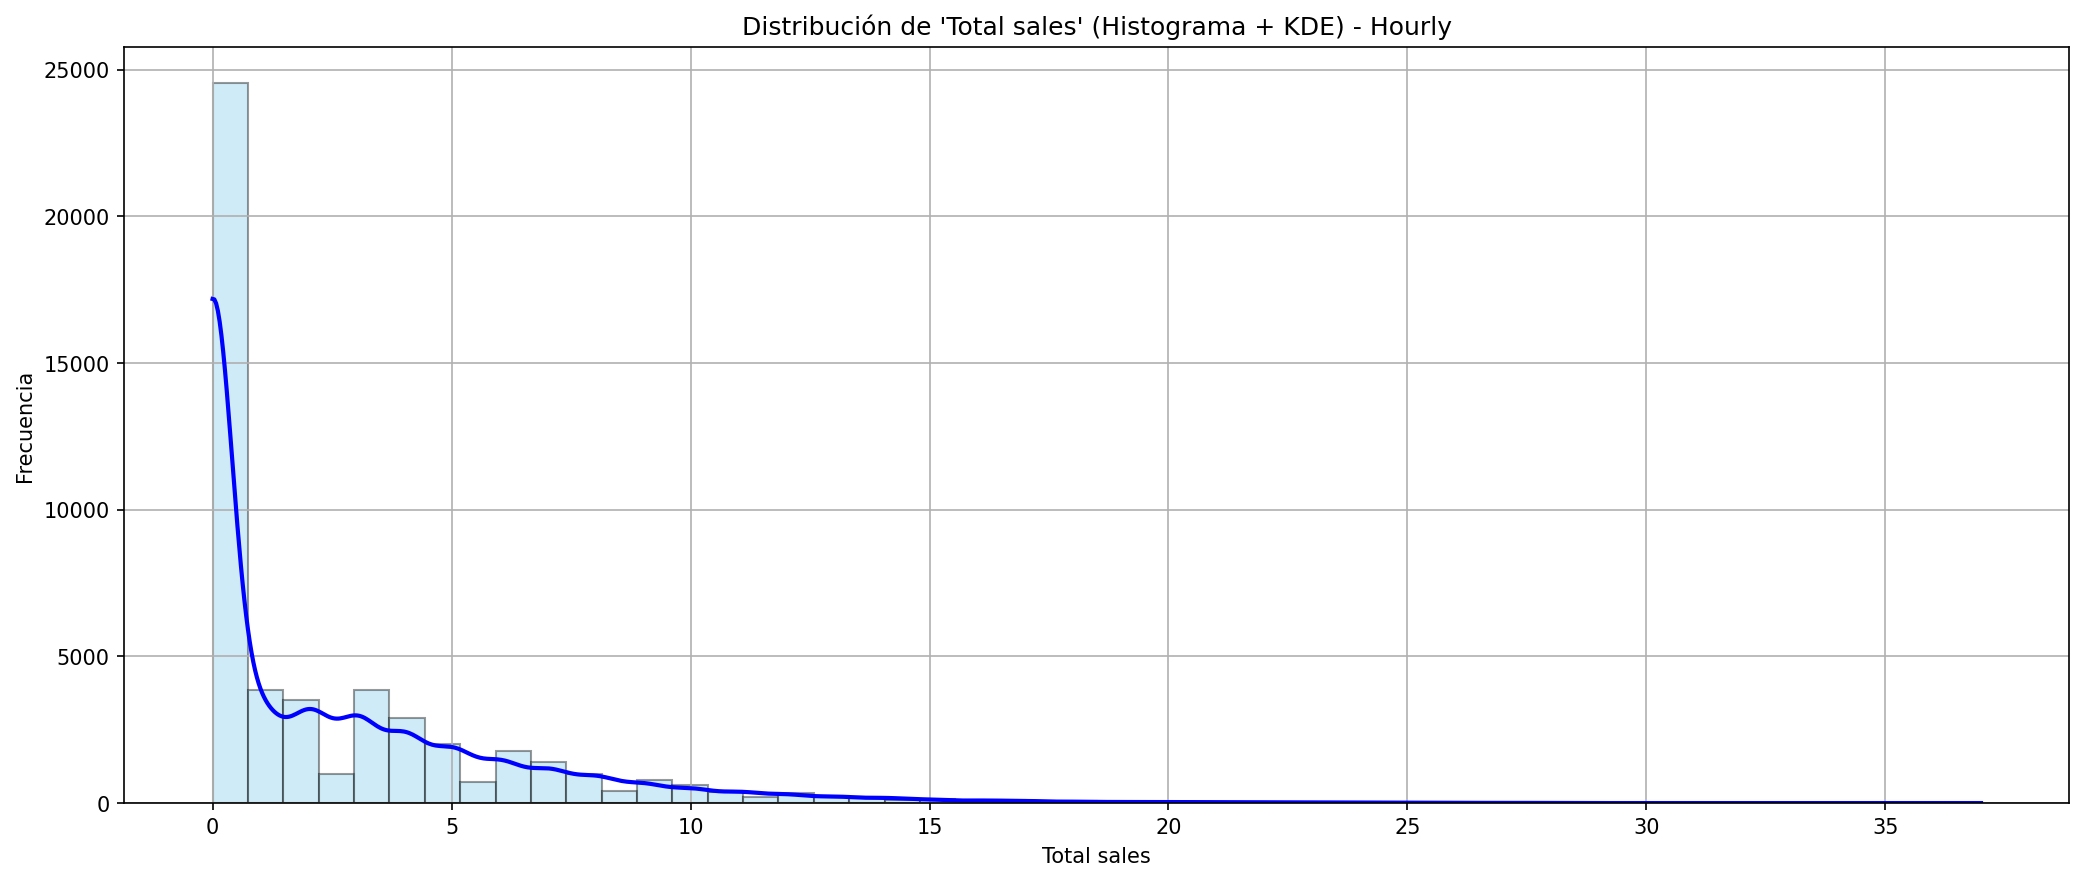 Distribución de 'Total sales' (Histograma + KDE) - Hourly
25000
20000
15000
10000
5000
0
Frecuencia
0 5 10 15 20 25 30 35
Total sales